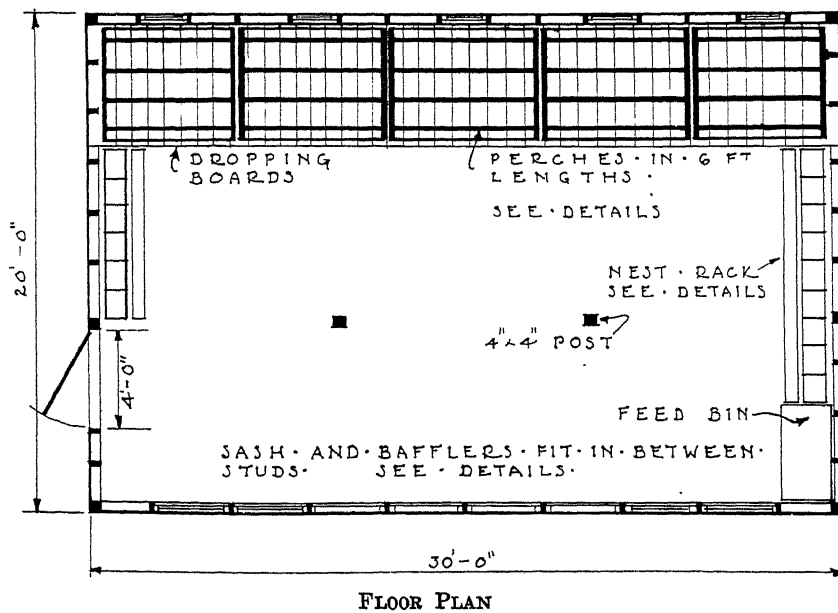 DROPPING
BOARDS
PERCHES · IN · 6 FT
LENGTHS ·
SEE · DETAILS
20'-0"
NEST · RACK
SEE · DETAILS
4"x4" POST
4'-0"
FEED BIN
SASH · AND · BAFFLERS · FIT · IN · BETWEEN ·
STUDS · SEE · DETAILS ·
30'-0"
FLOOR PLAN